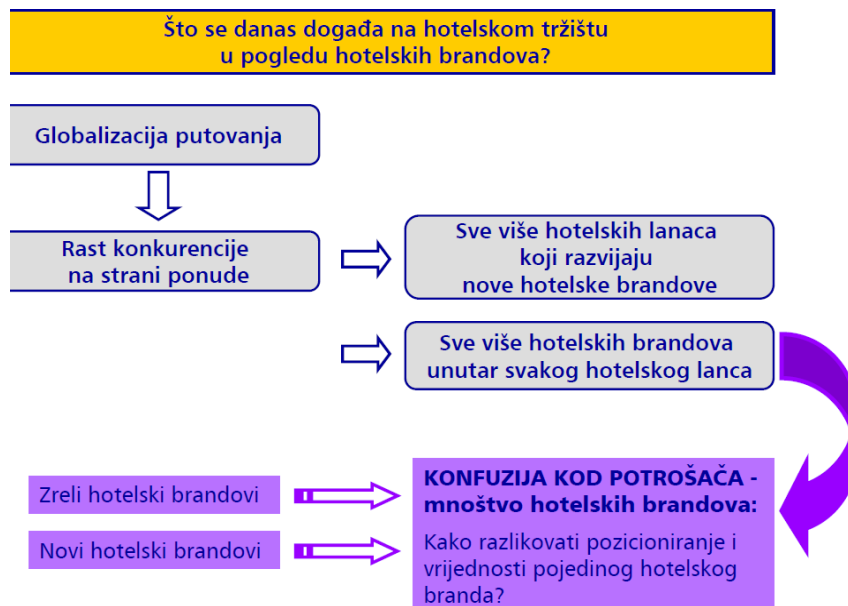 Što se danas događa na hotelskom tržištu
u pogledu hotelskih brandova?
Globalizacija putovanja
Rast konkurencije
na strani ponude
Sve više hotelskih lanaca
koji razvijaju
nove hotelske brandove
Sve više hotelskih brandova
unutar svakog hotelskog lanca
Zreli hotelski brandovi
Novi hotelski brandovi
KONFUZIJA KOD POTROŠAČA -
mnoštvo hotelskih brandova:
Kako razlikovati pozicioniranje i
vrijednosti pojedinog hotelskog
branda?